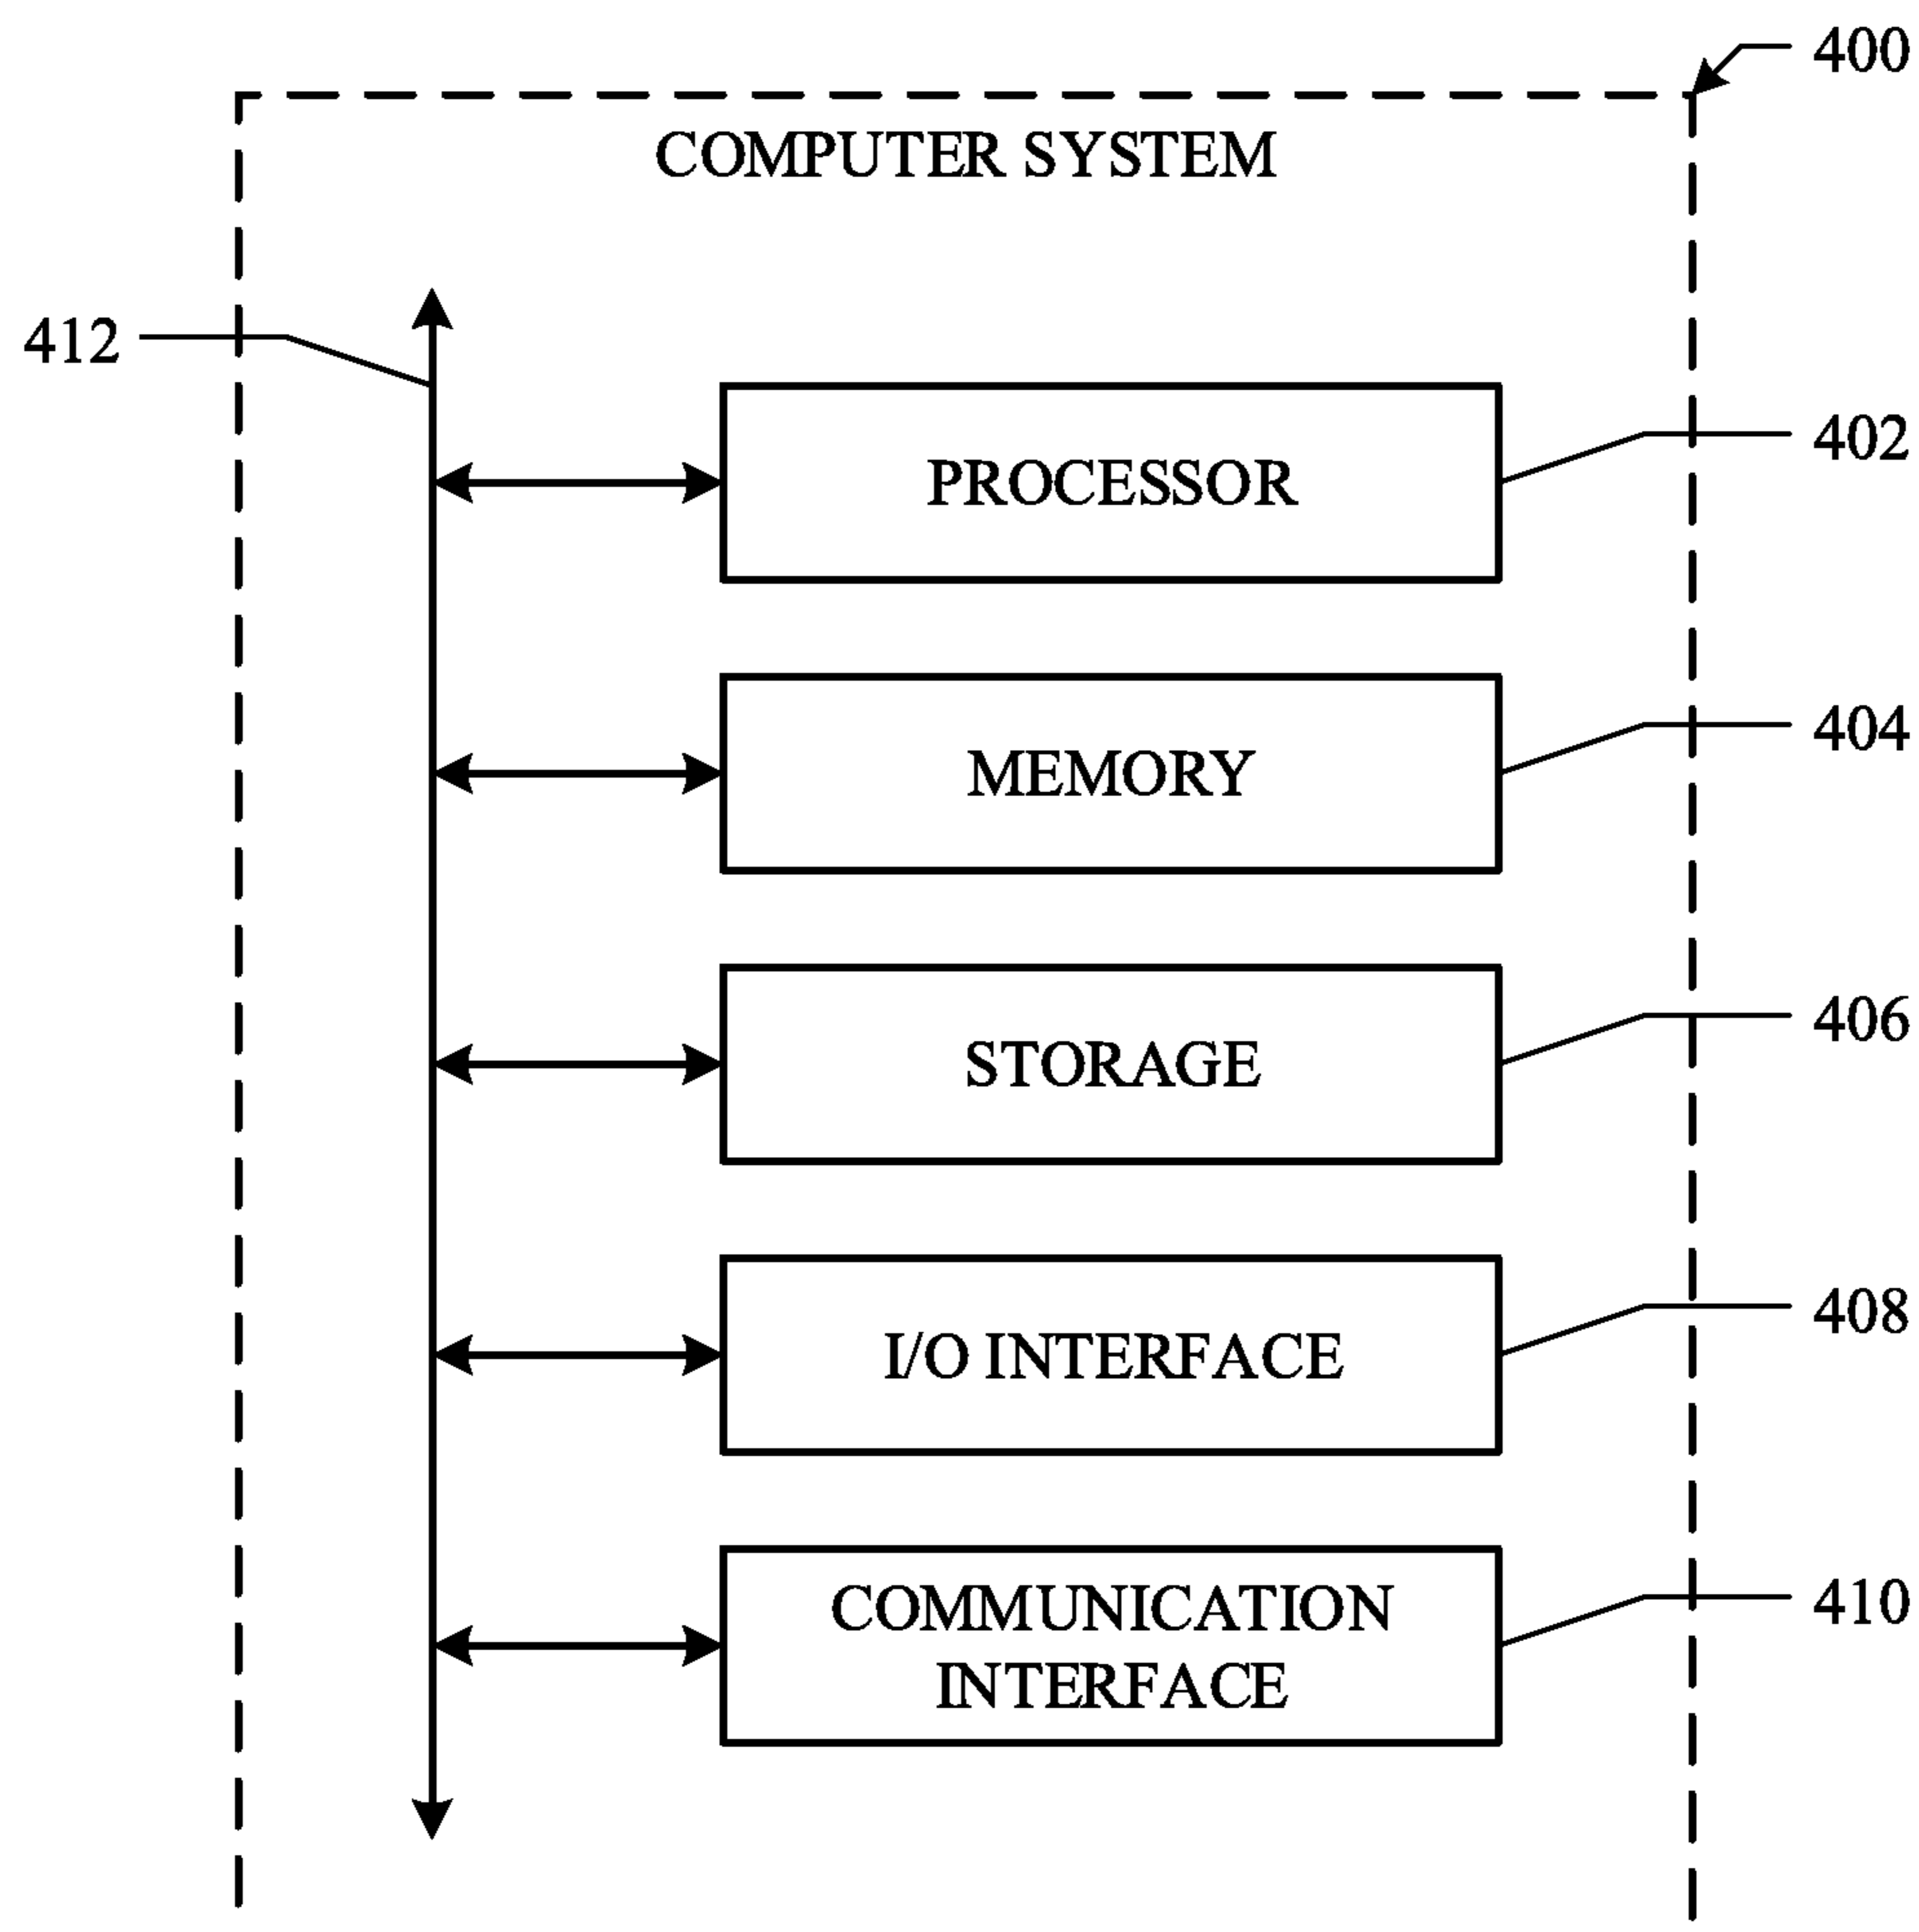 400
COMPUTER SYSTEM
412
PROCESSOR
402
MEMORY
404
STORAGE
406
I/O INTERFACE
408
COMMUNICATION
INTERFACE
410